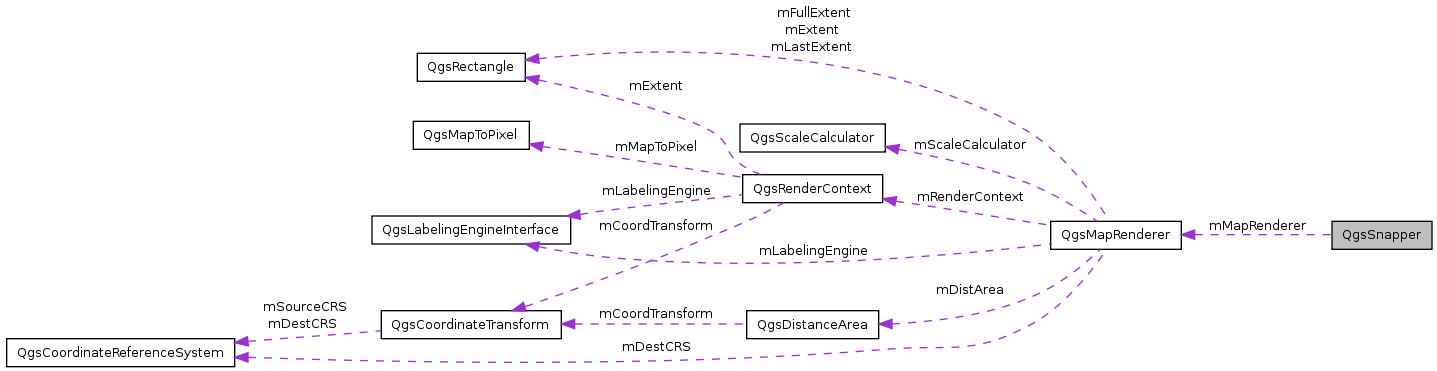 mFullExtent
mExtent
mLastExtent
QgsRectangle
mExtent
QgsMapToPixel
QgsScaleCalculator
mScaleCalculator
mMapToPixel
QgsRenderContext
mLabelingEngine
mRenderContext
QgsLabelingEngineInterface
mCoordTransform
mMapRenderer
QgsMapRenderer
QgsSnapper
mLabelingEngine
mDistArea
mSourceCRS
mDestCRS
mCoordTransform
QgsCoordinateTransform
QgsDistanceArea
mDestCRS
QgsCoordinateReferenceSystem